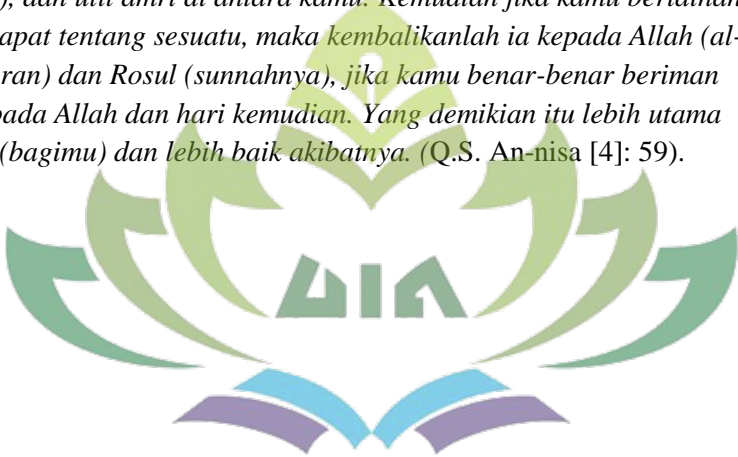 dan ulil amri di antara kamu. Kemudian jika kamu
apat tentang sesuatu, maka kembalikanlah ia kepada Allah (al-
ran) dan Rosul (sunnahnya), jika kamu benar-benar beriman
pada Allah dan hari kemudian. Yang demikian itu lebih utama
(bagimu) dan lebih baik akibatnya. (Q.S. An-nisa [4]: 59).
UIN